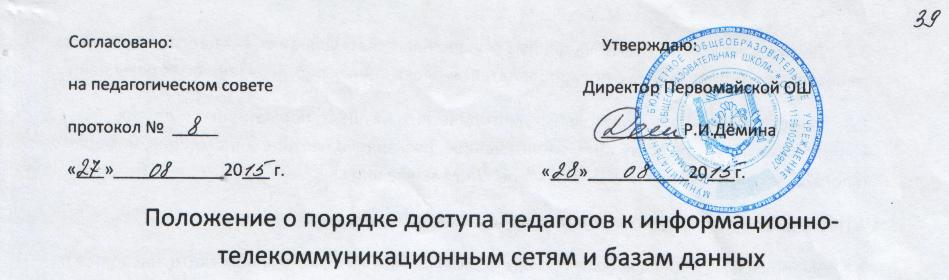 39
Согласовано:
Утверждаю:
на педагогическом совете
Директор Первомайской ОШ
протокол № 8
Р.И.Дёмина
«27» 08 2015 г.
«28» 08 2015 г.
Положение о порядке доступа педагогов к информационно-
телекоммуникационным сетям и базам данных